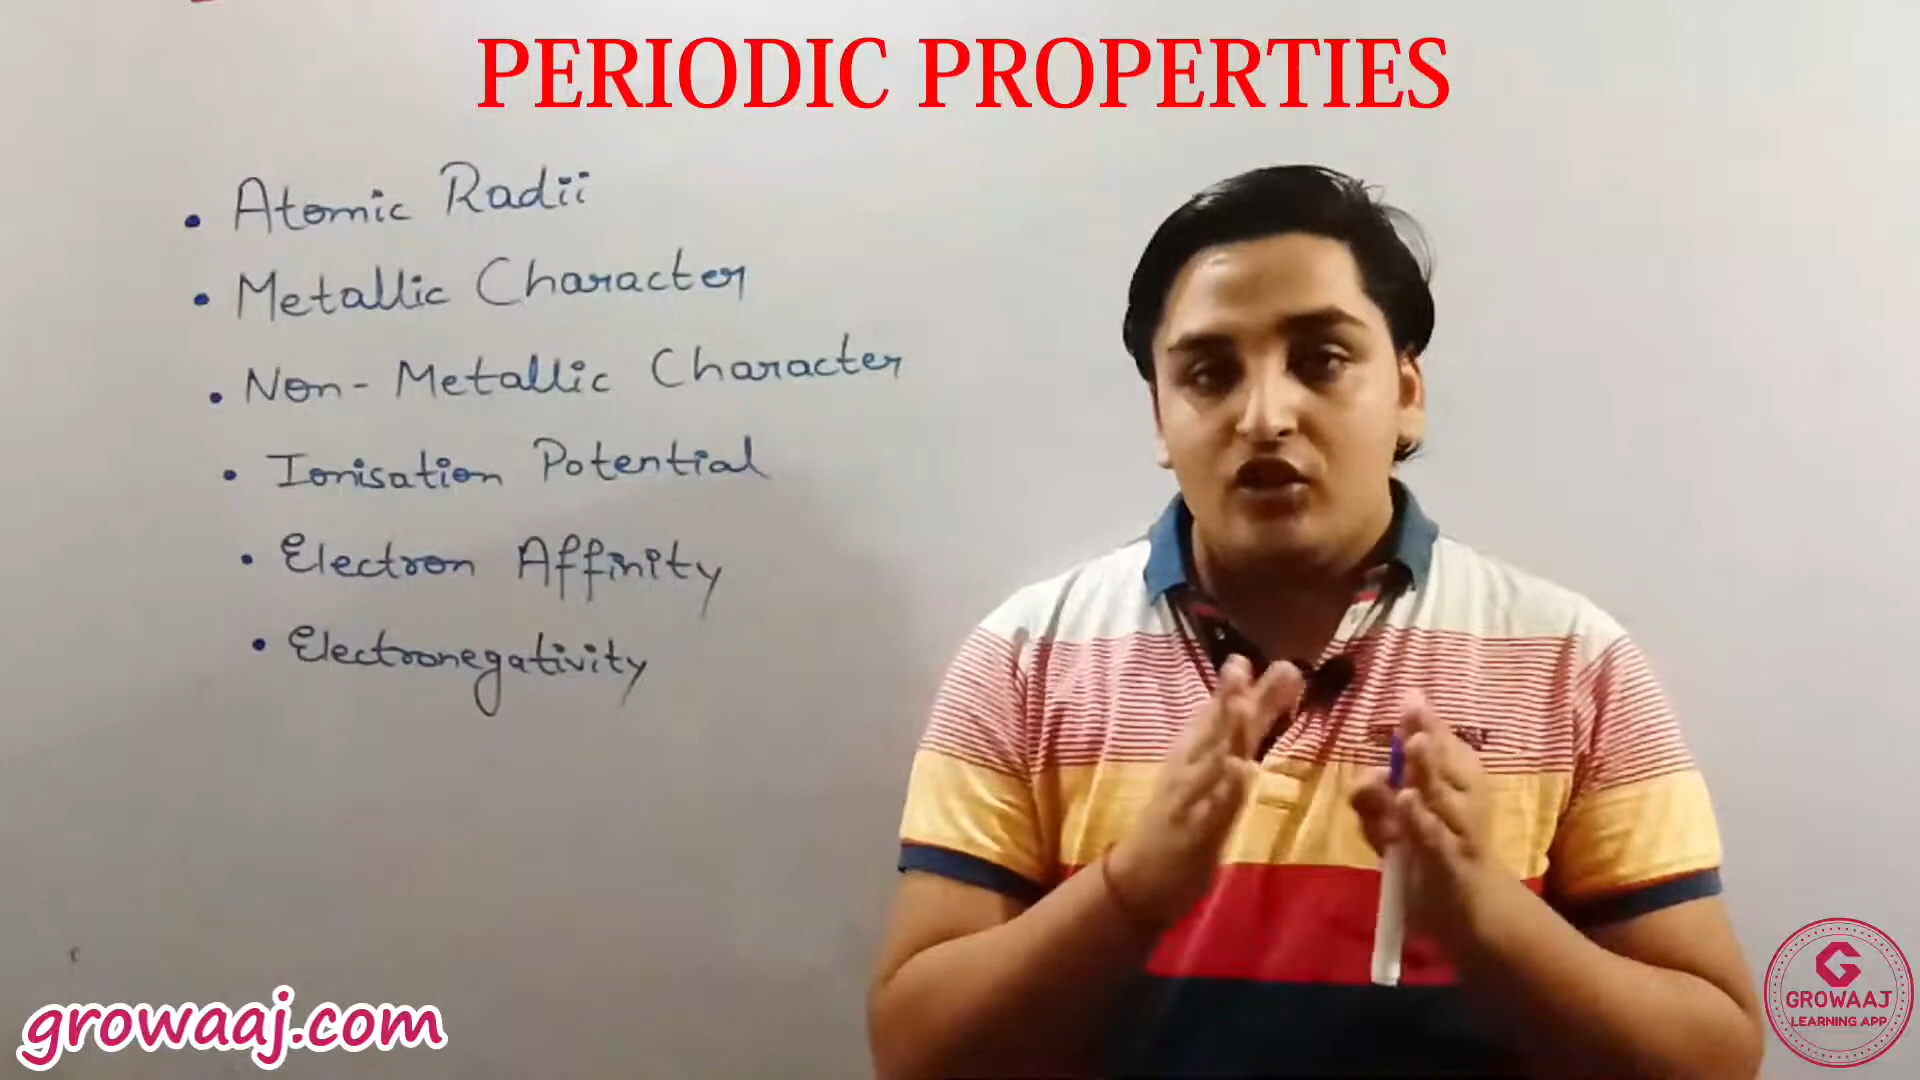 PERIODIC PROPERTIES
• Atomic Radii
• Metallic Character
• Non-Metallic Character
• Ionisation Potential
• Electron Affinity
• Electronegativity
growaaj.com
G
GROWAAJ
LEARNING APP